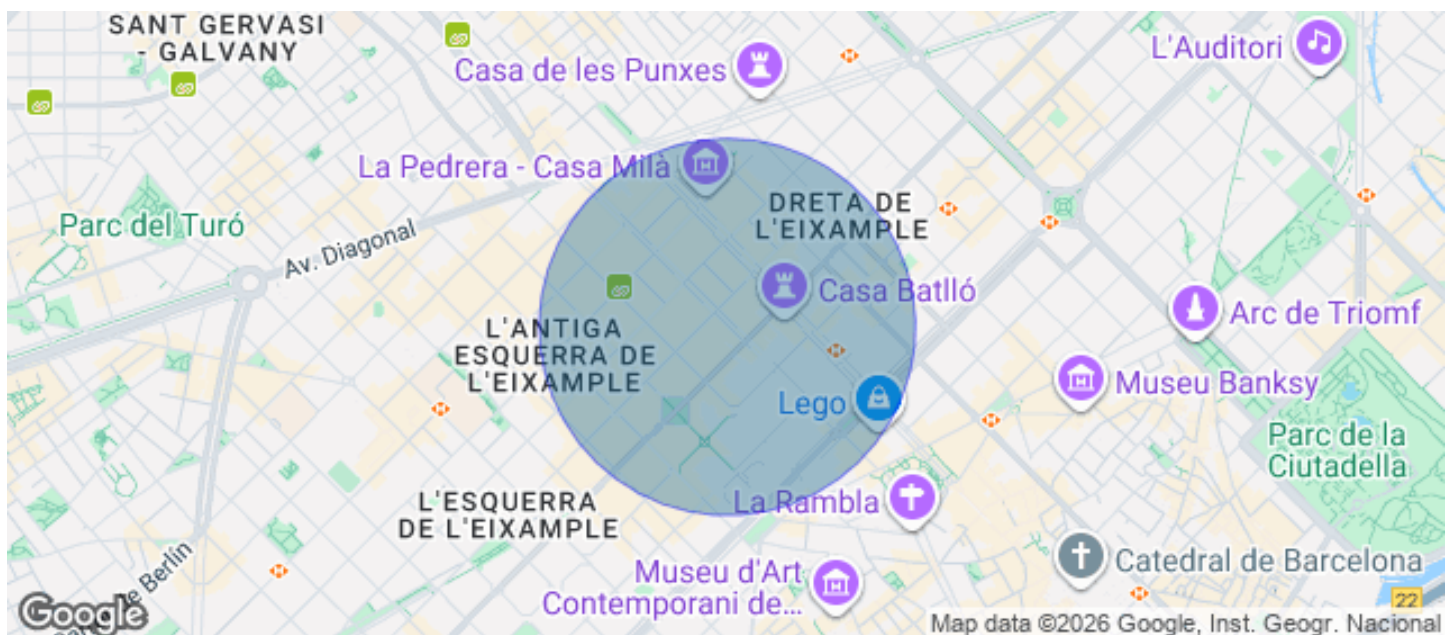 SANT GERVASI
- GALVANY
Casa de les Punxes
L'Auditori
La Pedrera - Casa Milà
DRETA DE
L'EIXAMPLE
Parc del Turó
Av. Diagonal
Casa Batlló
L'ANTIGA
ESQUERRA DE
L'EIXAMPLE
Arc de Triomf
Museu Banksy
Lego
Parc de la
Ciutadella
L'ESQUERRA
DE L'EIXAMPLE
La Rambla
Museu d'Art
Contemporani de...
Catedral de Barcelona
de Berlín
22
Google
Map data ©2026 Google, Inst. Geogr. Nacional